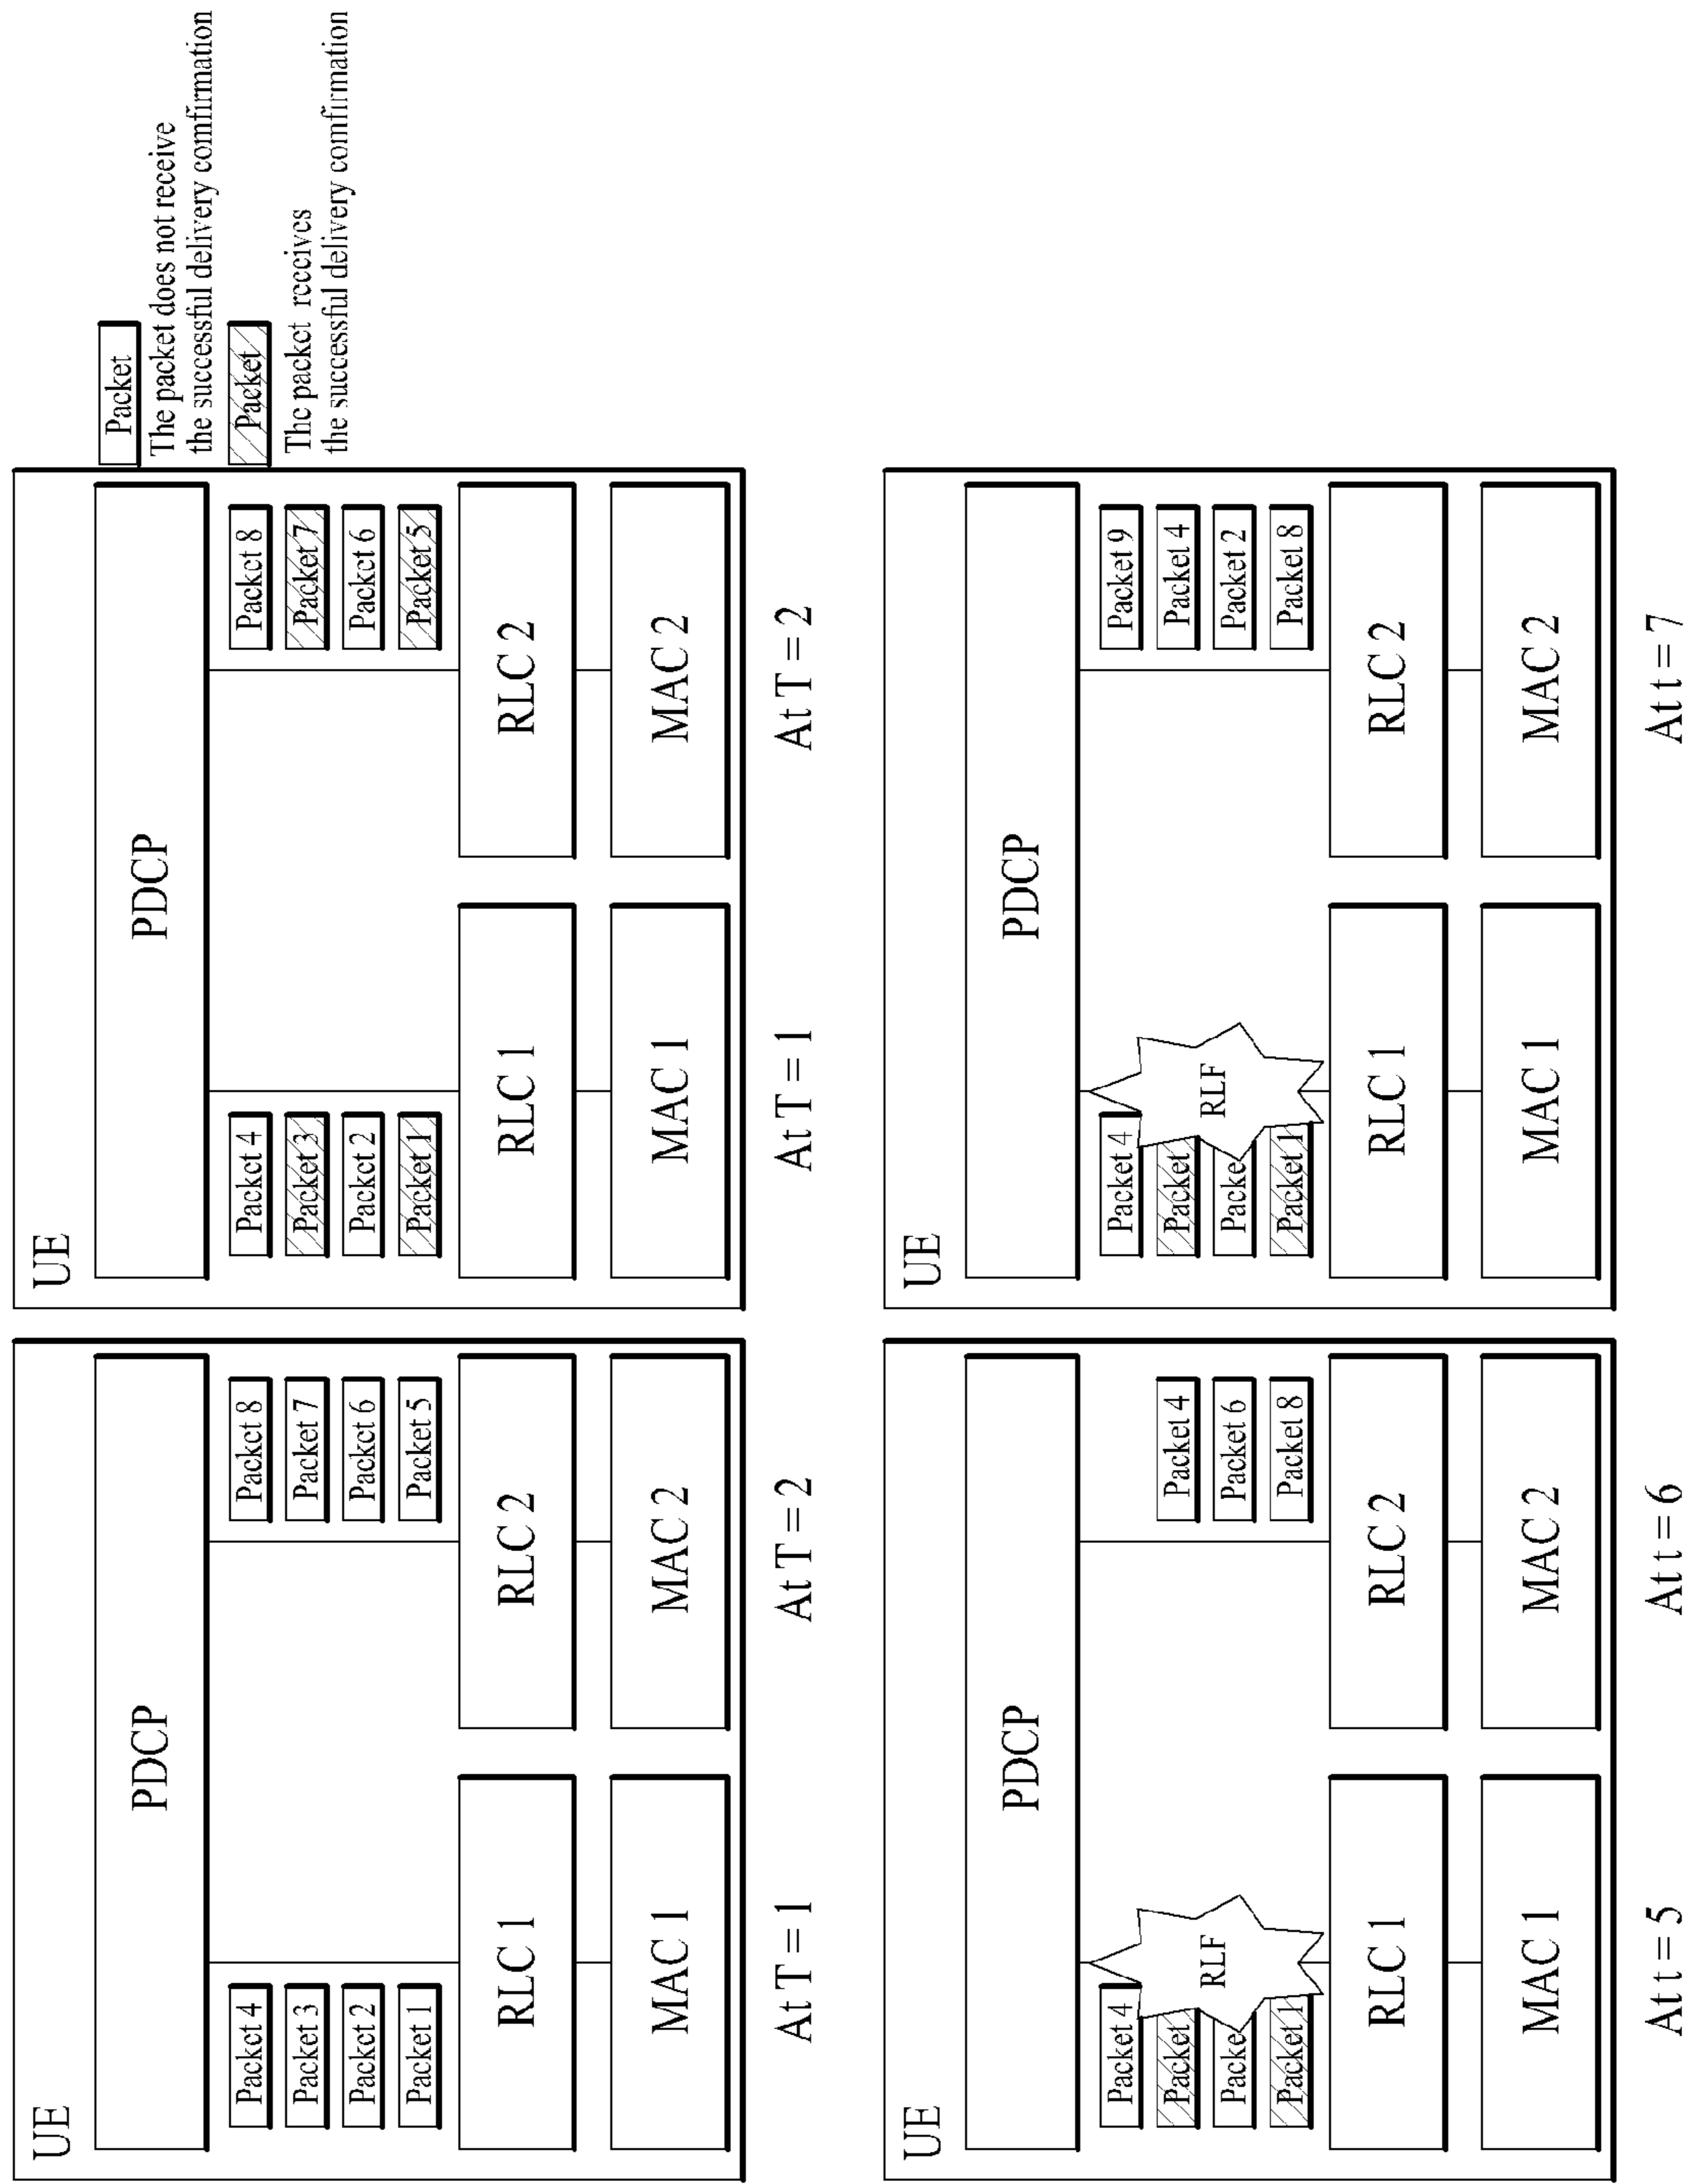 UE
PDCP
Packet 4
Packet 3
Packet 2
Packet 1
Packet 8
Packet 7
Packet 6
Packet 5
RLC 1
RLC 2
MAC 1
MAC 2
At T = 1
At T = 2
UE
PDCP
Packet 4
Packet 3
Packet 2
Packet 1
Packet 8
Packet 7
Packet 6
Packet 5
RLC 1
RLC 2
MAC 1
MAC 2
At T = 1
At T = 2
Packet
The packet does not receive
the successful delivery comfirmation
Packet
The packet receives
the successful delivery comfirmation
UE
PDCP
Packet 4
Packet
Packe
Packet 1
RLF
Packet 4
Packet 6
Packet 8
RLC 1
RLC 2
MAC 1
MAC 2
At t = 5
At t = 6
UE
PDCP
Packet 4
Packet
Packe
Packet 1
RLF
Packet 9
Packet 4
Packet 2
Packet 8
RLC 1
RLC 2
MAC 1
MAC 2
At t = 7